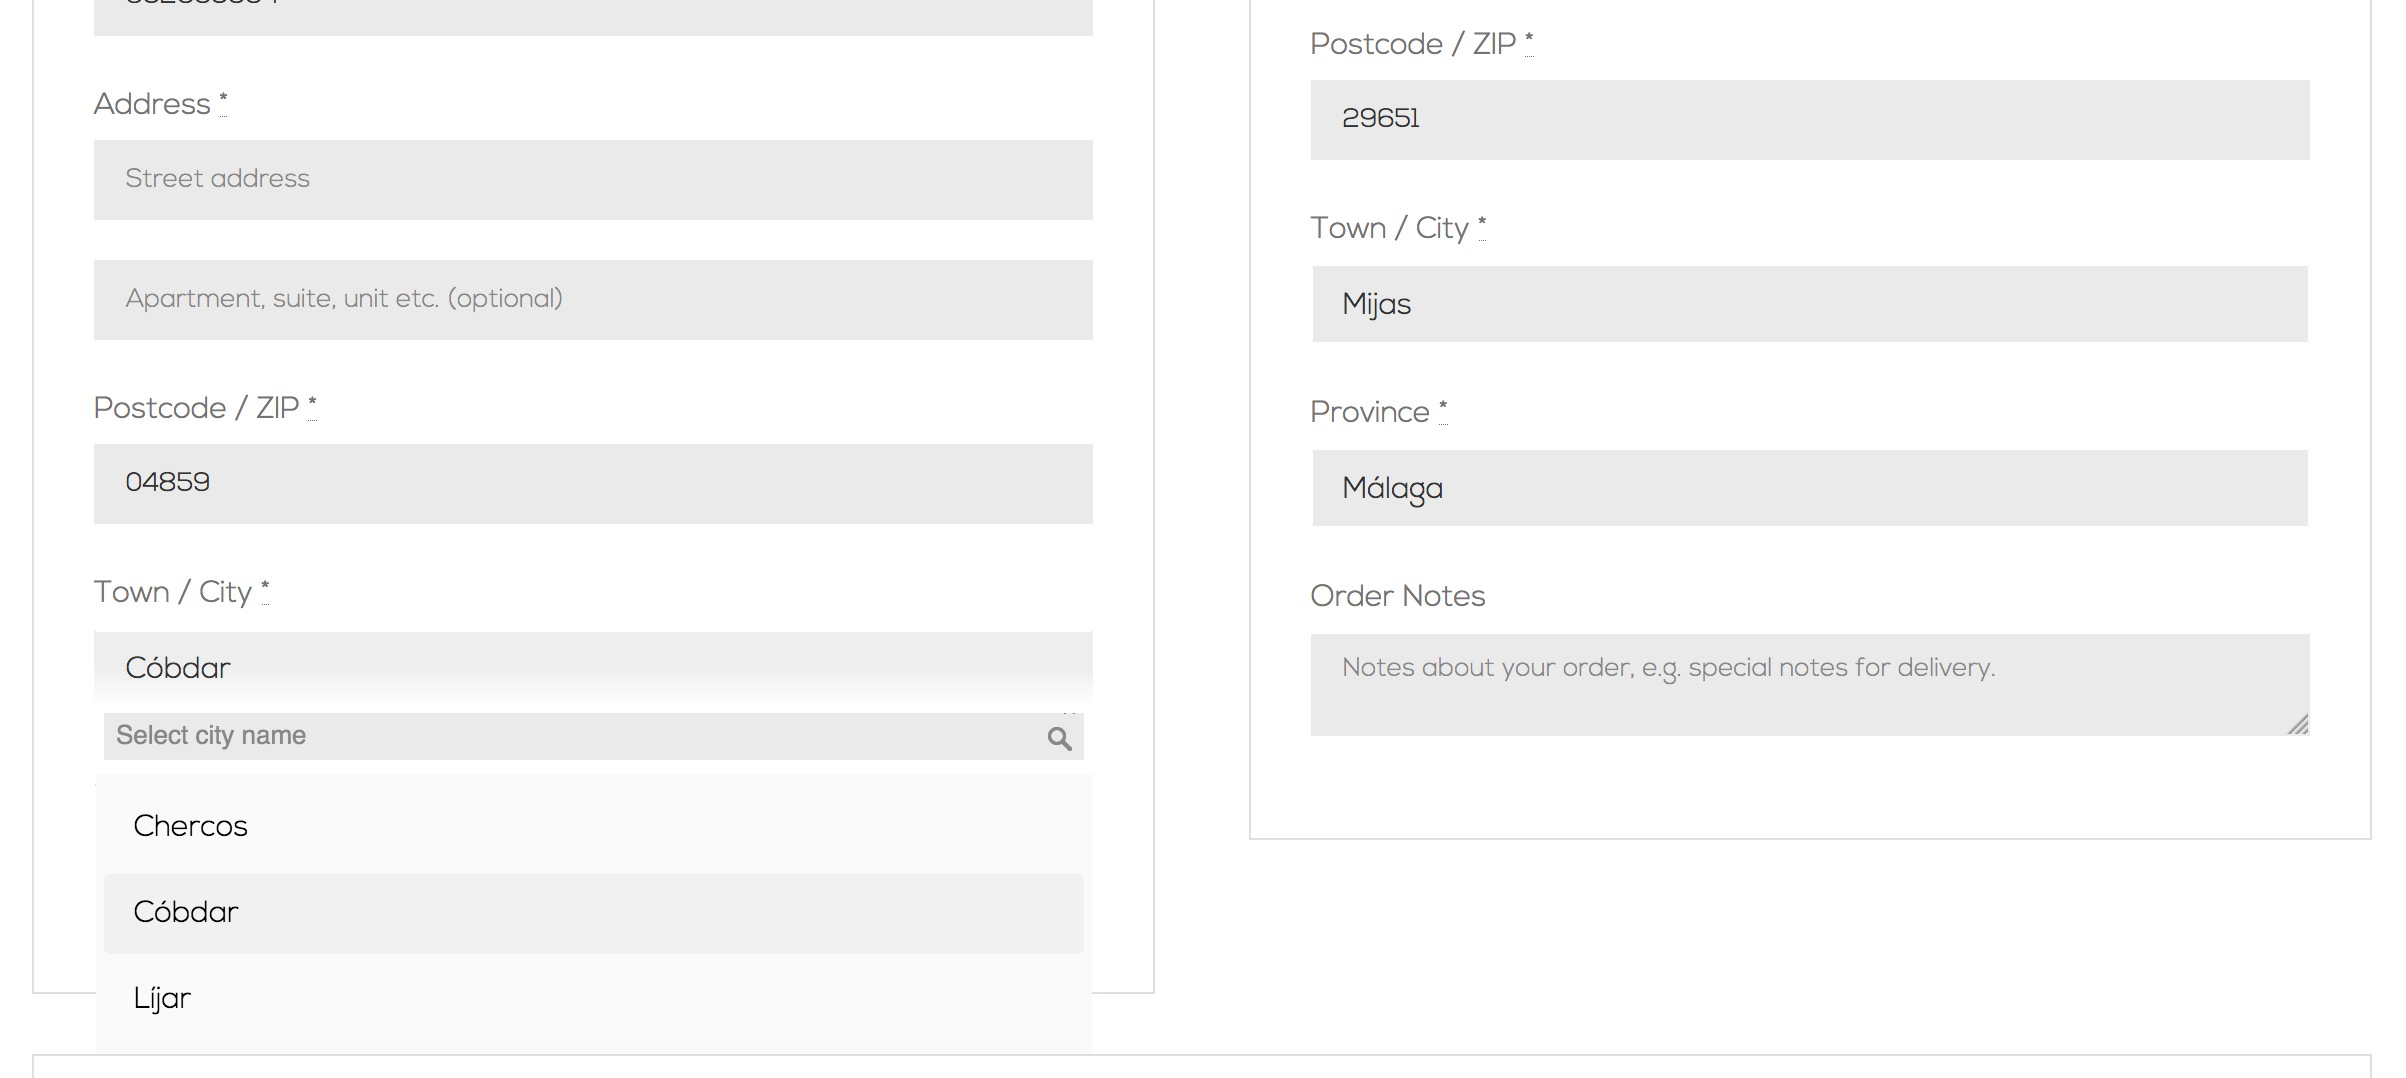 Address *
Street address
Apartment, suite, unit etc. (optional)
Postcode / ZIP *
04859
Town / City *
Cóbdar
Select city name
Chercos
Cóbdar
Líjar
Postcode / ZIP *
29651
Town / City *
Mijas
Province *
Málaga
Order Notes
Notes about your order, e.g. special notes for delivery.